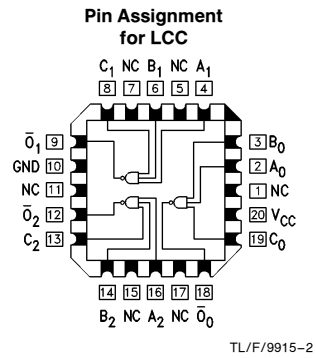 Pin Assignment
for LCC
C₁ NC B₁ NC A₁
8 7 6 5 4
Ō₁ 9
GND 10
NC 11
Ō₂ 12
C₂ 13
3 B₀
2 A₀
1 NC
20 V_CC
19 C₀
14 15 16 17 18
B₂ NC A₂ NC Ō₀
TL/F/9915–2